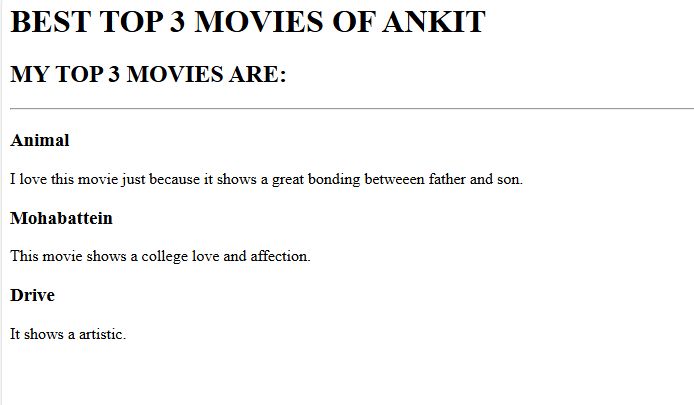 BEST TOP 3 MOVIES OF ANKIT
MY TOP 3 MOVIES ARE:
Animal
I love this movie just because it shows a great bonding betweeen father and son.
Mohabattein
This movie shows a college love and affection.
Drive
It shows a artistic.